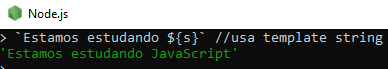 Node.js
> `Estamos estudando ${s}` //usa template string
'Estamos estudando JavaScript'